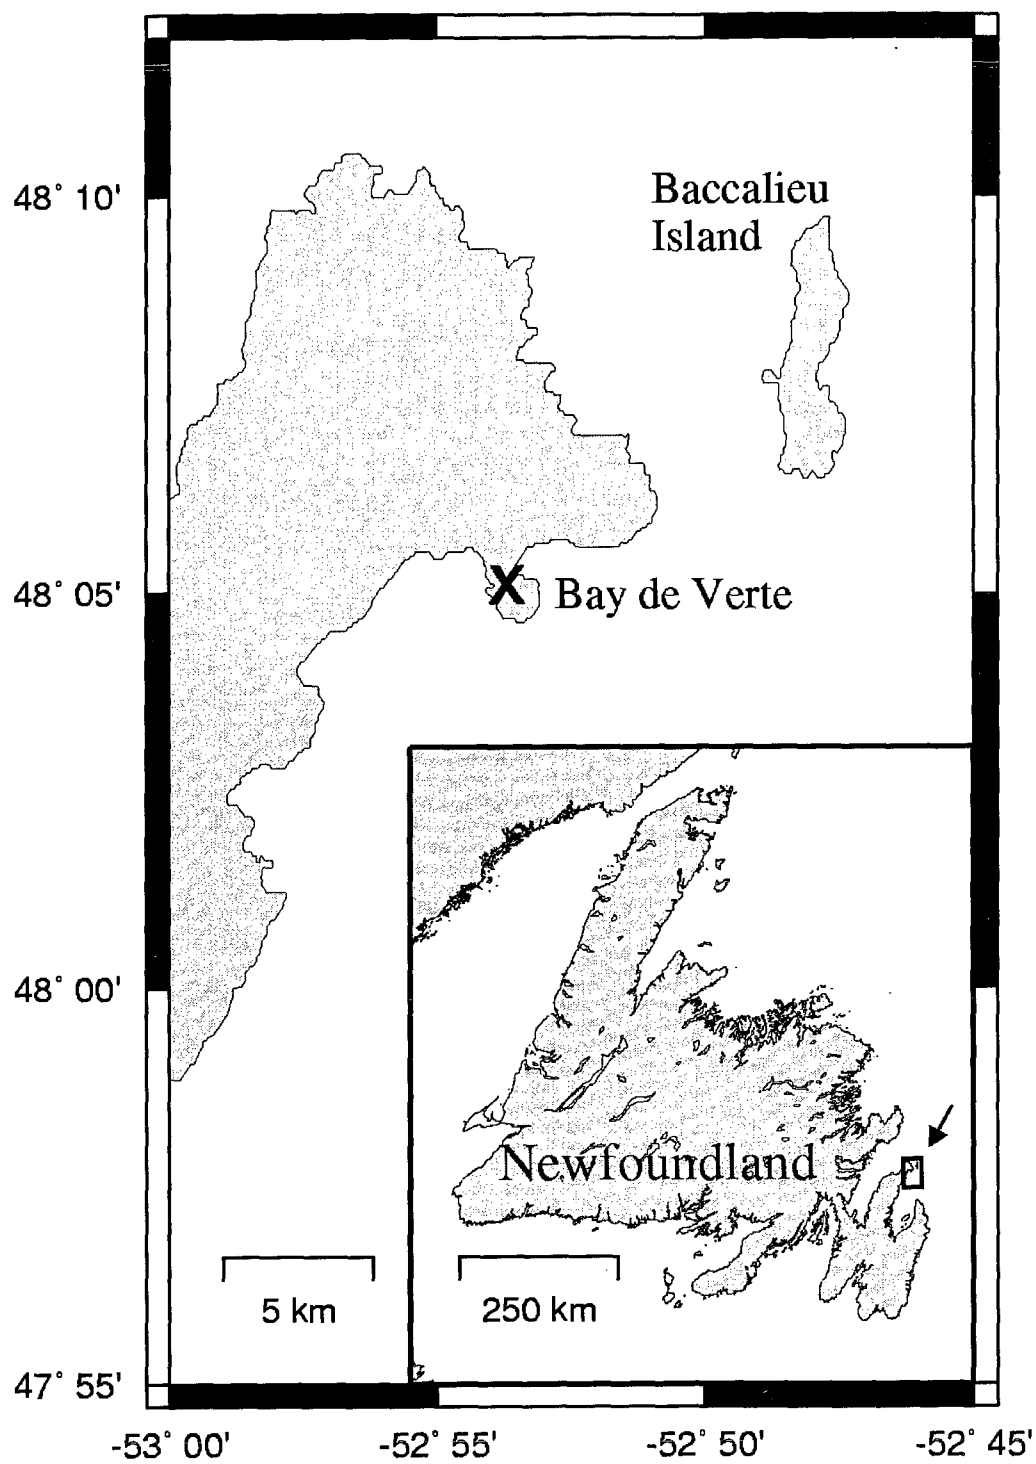 48° 10'
Baccalieu
Island
48° 05'
X
Bay de Verte
48° 00'
Newfoundland
5 km
250 km
47° 55'
-53° 00'
-52° 55'
-52° 50'
-52° 45'